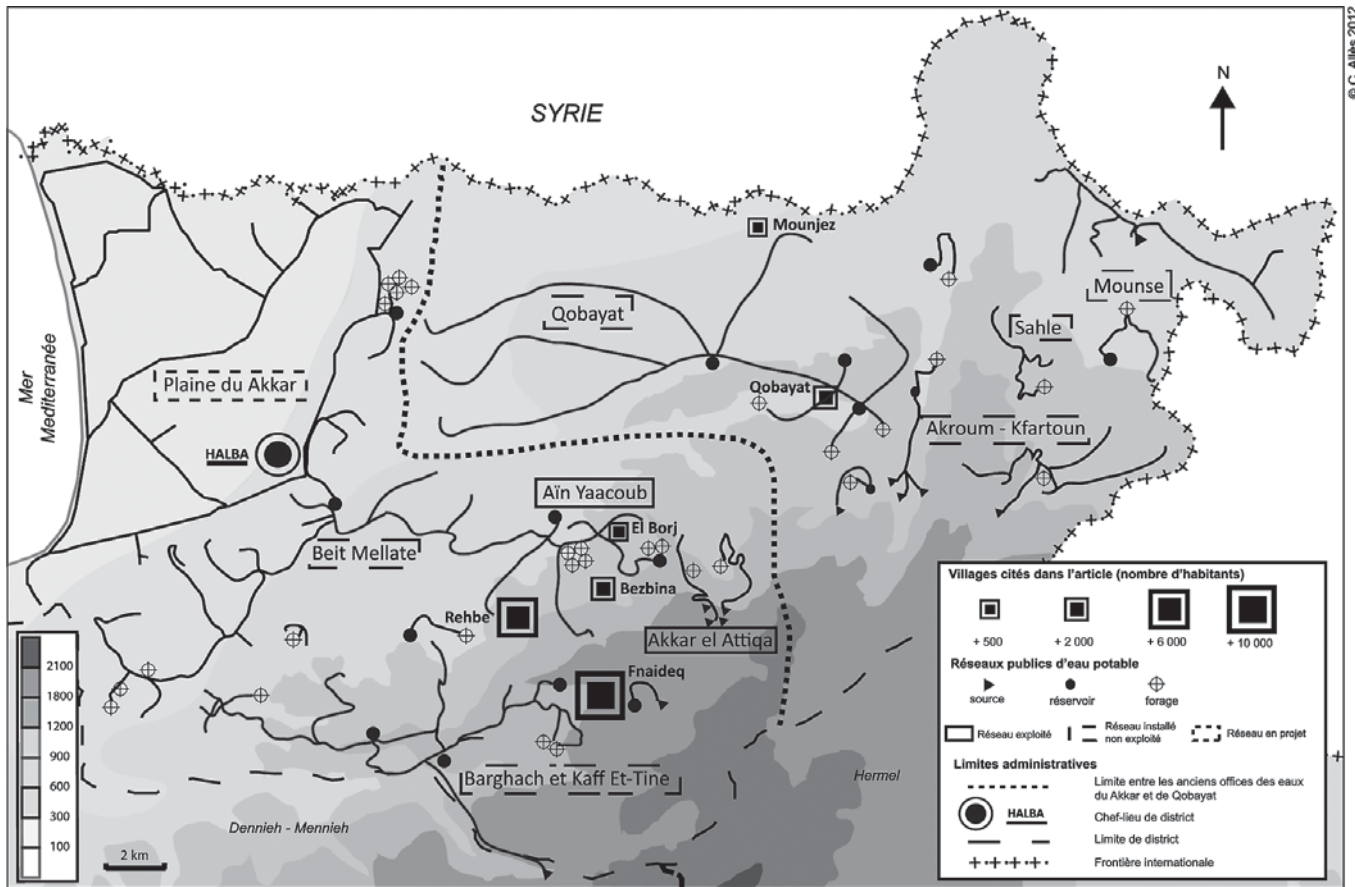 © C. Allès 2012
N
SYRIE
Mer
Mediterranée
Mounjez
Mounse
Qobayat
Sahle
Plaine du Akkar
Qobayat
Akroum - Kfartoun
HALBA
Aïn Yaacoub
El Borj
Beit Mellate
Bezbina
Rehbe
Akkar el Attiqa
Fnaideq
Barghach et Kaff Et-Tine
Hermel
Dennieh - Mennieh
2100
1800
1200
900
600
300
100
2 km
Villages cités dans l'article (nombre d'habitants)
+ 500
+ 2 000
+ 6 000
+ 10 000
Réseaux publics d'eau potable
source
réservoir
forage
Réseau exploité
Réseau installé
non exploité
Réseau en projet
Limites administratives
Limite entre les anciens offices des eaux
du Akkar et de Qobayat
HALBA
Chef-lieu de district
Limite de district
Frontière internationale